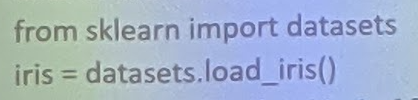 from sklearn import datasets
iris = datasets.load_iris()